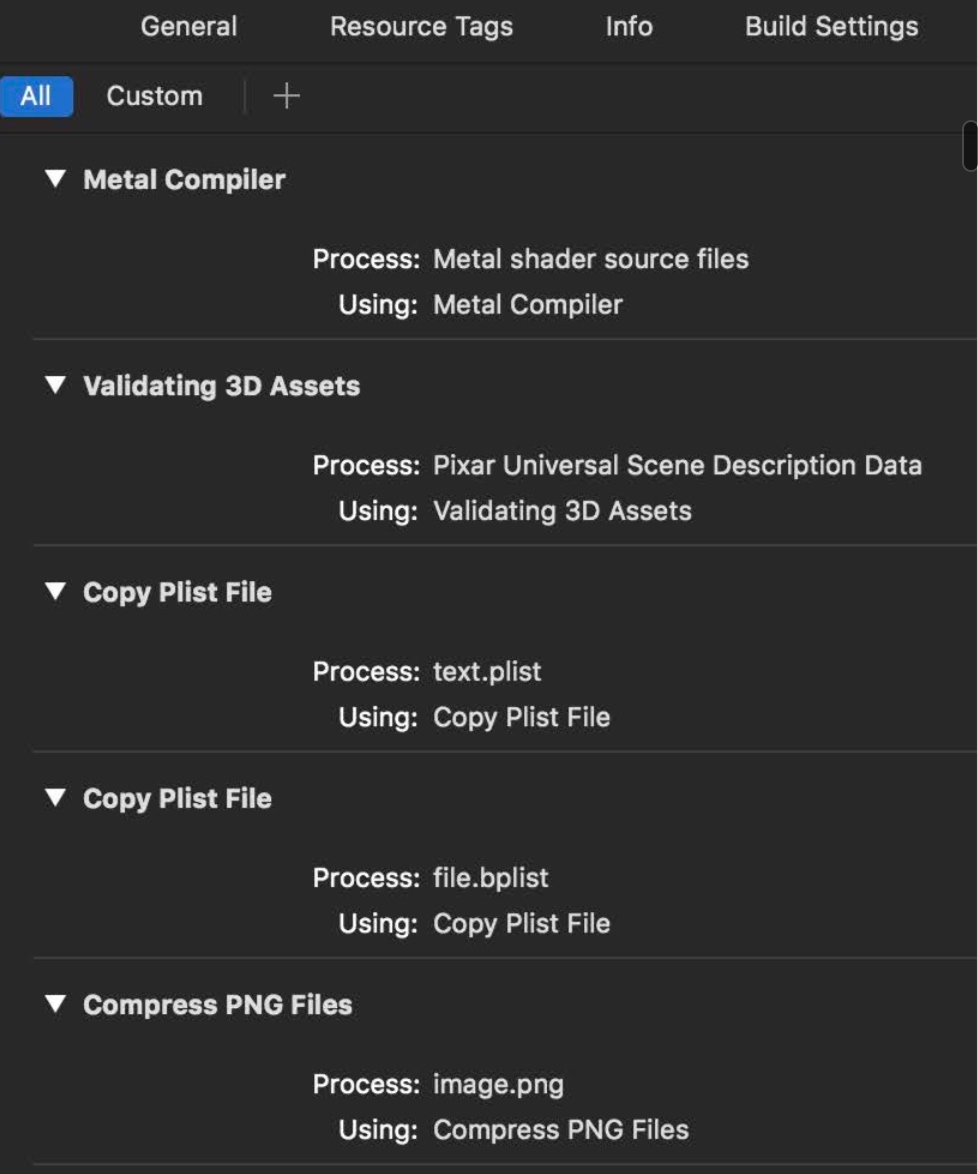 General Resource Tags Info Build Settings
All Custom +
Metal Compiler
Process: Metal shader source files
Using: Metal Compiler
Validating 3D Assets
Process: Pixar Universal Scene Description Data
Using: Validating 3D Assets
Copy Plist File
Process: text.plist
Using: Copy Plist File
Copy Plist File
Process: file.bplist
Using: Copy Plist File
Compress PNG Files
Process: image.png
Using: Compress PNG Files